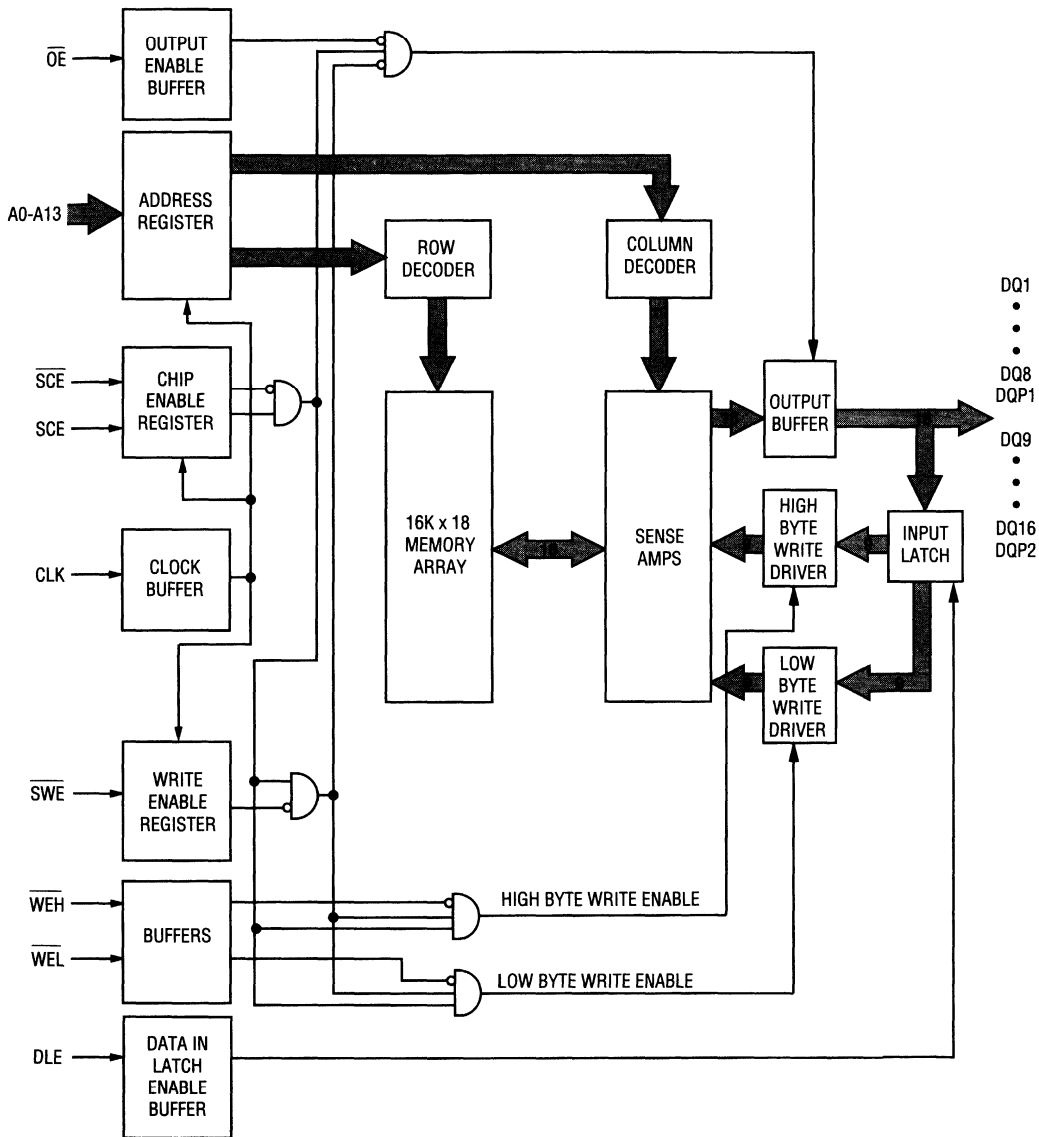 OE
OUTPUT
ENABLE
BUFFER
A0-A13
ADDRESS
REGISTER
ROW
DECODER
COLUMN
DECODER
SCE
SCE
CHIP
ENABLE
REGISTER
CLK
CLOCK
BUFFER
16K x 18
MEMORY
ARRAY
18
SENSE
AMPS
OUTPUT
BUFFER
HIGH
BYTE
WRITE
DRIVER
INPUT
LATCH
LOW
BYTE
WRITE
DRIVER
DQ1
•
•
•
DQ8
DQP1
DQ9
•
•
•
DQ16
DQP2
SWE
WRITE
ENABLE
REGISTER
WEH
WEL
BUFFERS
HIGH BYTE WRITE ENABLE
LOW BYTE WRITE ENABLE
DLE
DATA IN
LATCH
ENABLE
BUFFER